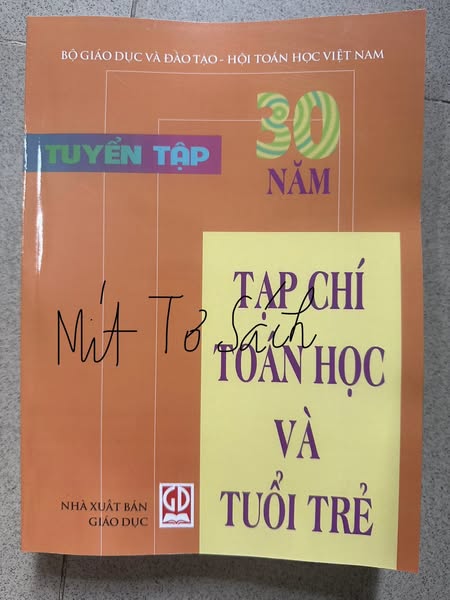 BỘ GIÁO DỤC VÀ ĐÀO TẠO - HỘI TOÁN HỌC VIỆT NAM
30
TUYỂN TẬP
NĂM
TẠP CHÍ
Mít Tơ Sách
TOÁN HỌC
VÀ
TUỔI TRẺ
NHÀ XUẤT BẢN
GIÁO DỤC
GD